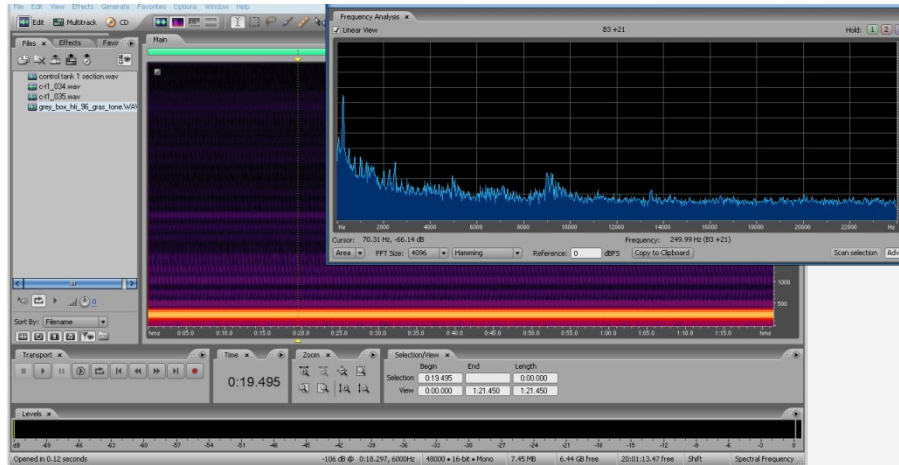 File Edit View Effects Generate Favorites Options Window Help
Edit Multitrack CD
Files Effects Favo
Main
control tank 1 section.wav
c-t1_034.wav
c-t1_035.wav
grey_box_hti_96_gras_tone.WAV
Sort By: Filename
Frequency Analysis
Linear View B3 +21 Hold: 1 2
Hz 2000 4000 6000 8000 10000 12000 14000 16000 18000 20000 22000 Hz
Cursor: 70.31 Hz, -66.14 dB Frequency: 249.99 Hz (B3 +21)
Area FFT Size: 4096 Hamming Reference: 0 dBFS Copy to Clipboard Scan selection Adv
1000
500
hms 0:05.0 0:10.0 0:15.0 0:20.0 0:25.0 0:30.0 0:35.0 0:40.0 0:45.0 0:50.0 0:55.0 1:00.0 1:05.0 1:10.0 1:15.0 hms
Transport
Time
0:19.495
Zoom
Selection/View
Begin End Length
Selection 0:19.495 0:00.000
View 0:00.000 1:21.450 1:21.450
Levels
dB -69 -66 -63 -60 -57 -54 -51 -48 -45 -42 -39 -36 -33 -30 -27 -24 -21 -18 -15 -12 -9 -6 -3 0
Opened in 0.12 seconds -106 dB @ 0:18.297, 6000Hz 48000 • 16-bit • Mono 7.45 MB 6.44 GB free 20:01:13.47 free Shift Spectral Frequency